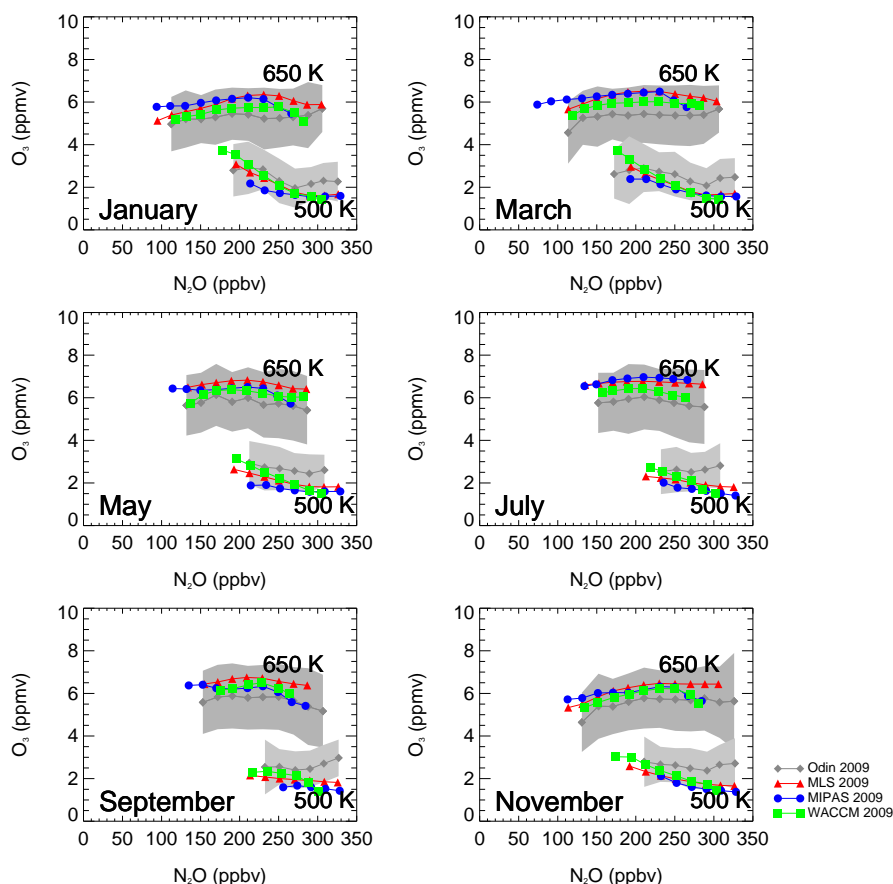 10
8
6
4
2
0
O3 (ppmv)
650 K
500 K
January
0 50 100 150 200 250 300 350
N2O (ppbv)
10
8
6
4
2
0
O3 (ppmv)
650 K
500 K
March
0 50 100 150 200 250 300 350
N2O (ppbv)
10
8
6
4
2
0
O3 (ppmv)
650 K
500 K
May
0 50 100 150 200 250 300 350
N2O (ppbv)
10
8
6
4
2
0
O3 (ppmv)
650 K
500 K
July
0 50 100 150 200 250 300 350
N2O (ppbv)
10
8
6
4
2
0
O3 (ppmv)
650 K
500 K
September
0 50 100 150 200 250 300 350
N2O (ppbv)
10
8
6
4
2
0
O3 (ppmv)
650 K
500 K
November
0 50 100 150 200 250 300 350
N2O (ppbv)
Odin 2009
MLS 2009
MIPAS 2009
WACCM 2009